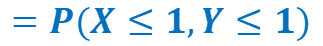 = P(X ≤ 1, Y ≤ 1)